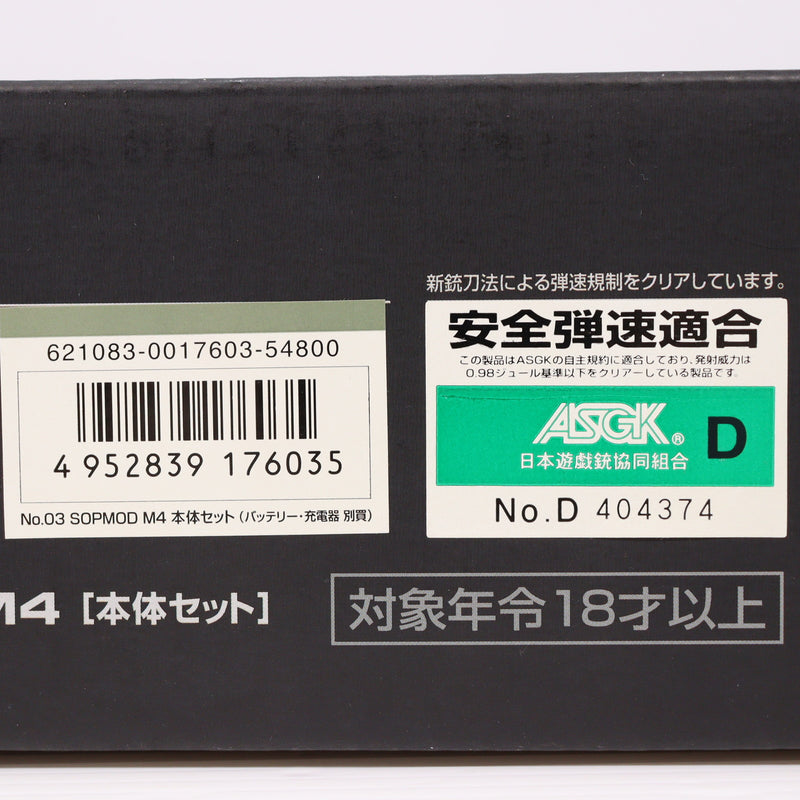 新銃刀法による弾速規制をクリアしています。
安全弾速適合
この製品はASGKの自主規約に適合しており、発射威力は
0.98ジュール基準以下をクリアーしている製品です。
ASGK® D
日本遊戯銃協同組合
No.D 404374
621083-0017603-54800
4 952839 176035
No.03 SOPMOD M4 本体セット（バッテリー・充電器 別買）
M4 [本体セット]
対象年令18才以上